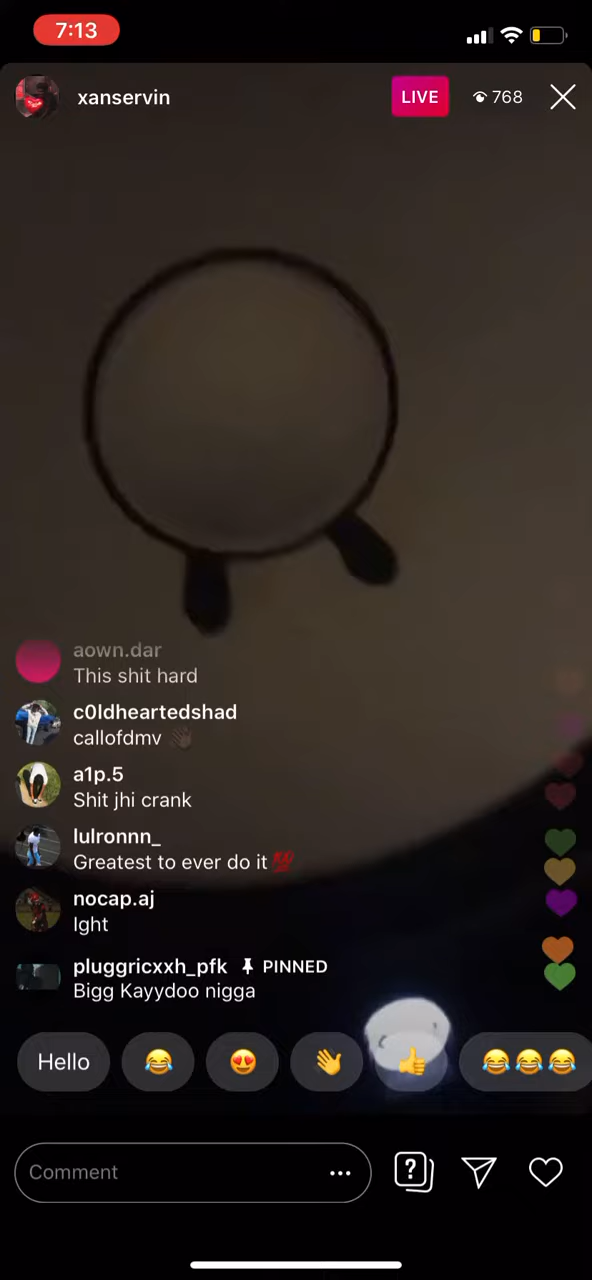 7:13
xanservin
LIVE
768
aown.dar
This shit hard
c0ldheartedshad
callofdmv 👋🏿
a1p.5
Shit jhi crank
lulronnn_
Greatest to ever do it 💯
nocap.aj
Ight
pluggricxxh_pfk PINNED
Bigg Kayydoo nigga
Hello 😂 😍 👋 👍 😂😂😂
Comment ...
?